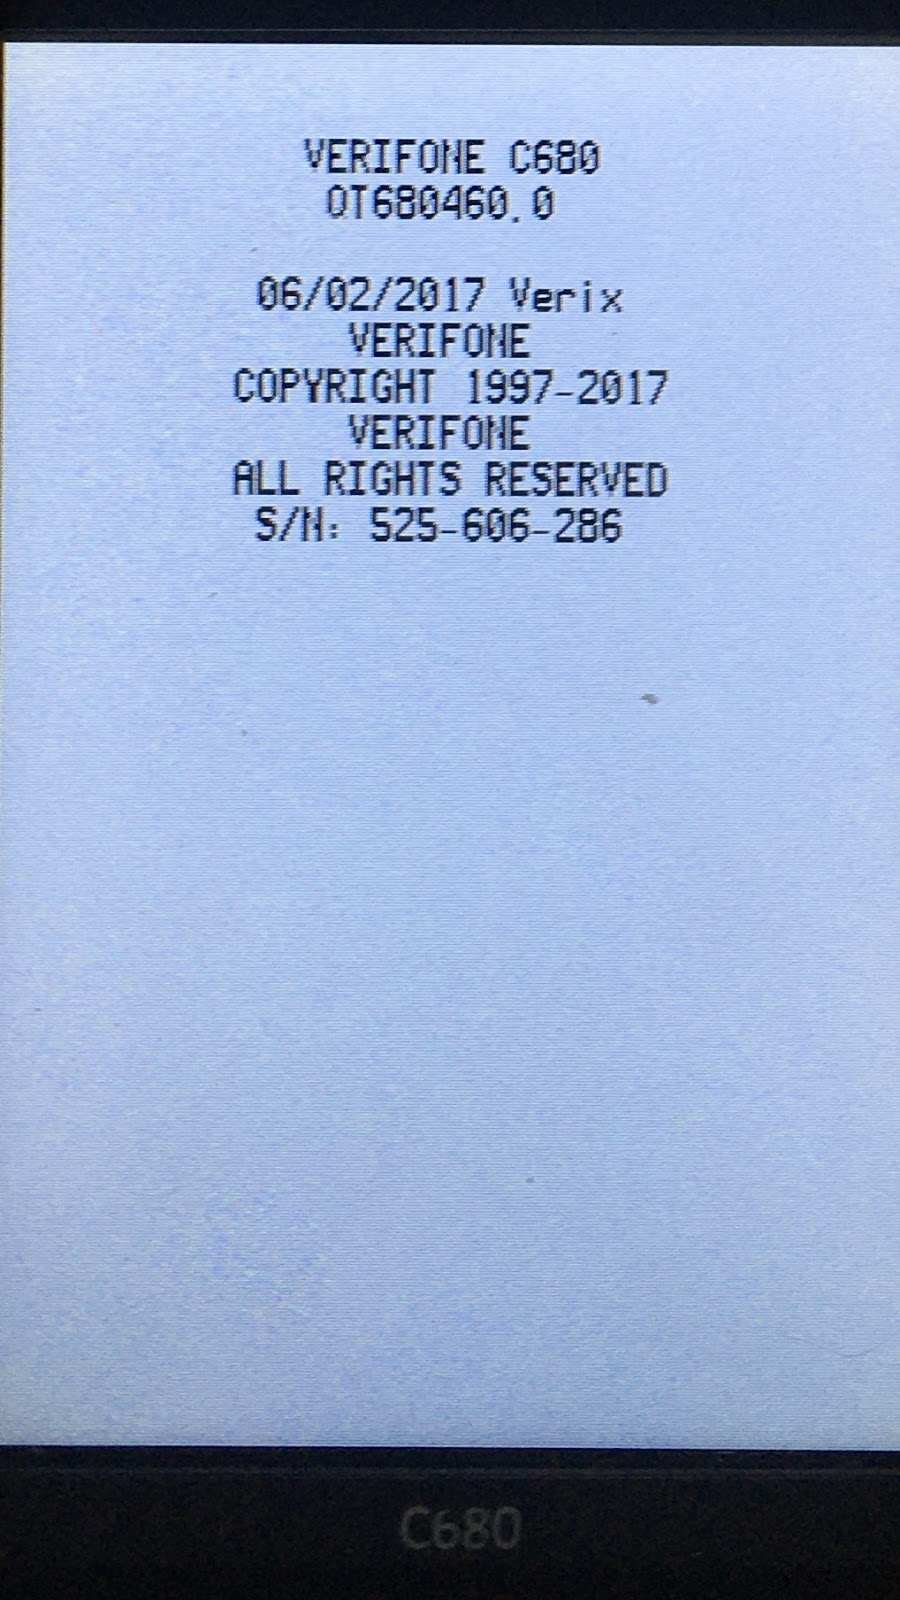 VERIFONE C680
QT680460.0
06/02/2017 Verix
VERIFONE
COPYRIGHT 1997-2017
VERIFONE
ALL RIGHTS RESERVED
S/N: 525-606-286
C680